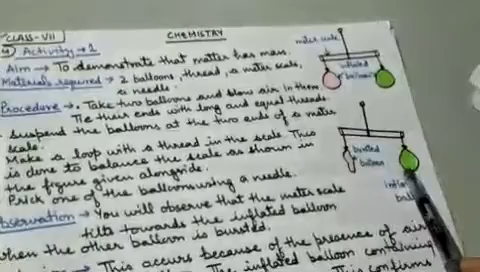 CLASS-VII
CHEMISTRY
Activity → 1
Aim → To demonstrate that matter has mass.
Materials required → 2 balloons, thread, a meter scale,
a needle.
Procedure → . Take two balloons and blow air in them.
Tie their ends with long and equal threads.
Suspend the balloons at the two ends of a meter
scale.
Make a loop with a thread in the scale. This
is done to balance the scale as shown in
the figure given alongside.
Prick one of the balloons using a needle.
Observation → You will observe that the meter scale
tilts towards the inflated balloon
when the other balloon is bursted.
→ This occurs because of the presence of air
The inflated balloon containing
This confirms
meter scale
inflated
balloons
bursted
balloon